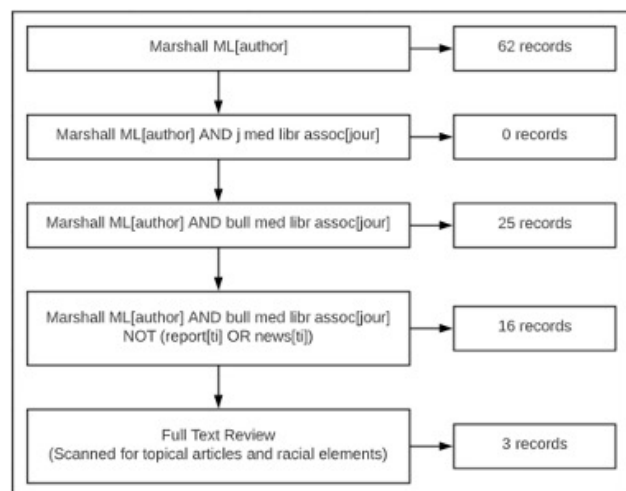 Marshall ML[author]
62 records
Marshall ML[author] AND j med libr assoc[jour]
0 records
Marshall ML[author] AND bull med libr assoc[jour]
25 records
Marshall ML[author] AND bull med libr assoc[jour]
NOT (report[ti] OR news[ti])
16 records
Full Text Review
(Scanned for topical articles and racial elements)
3 records